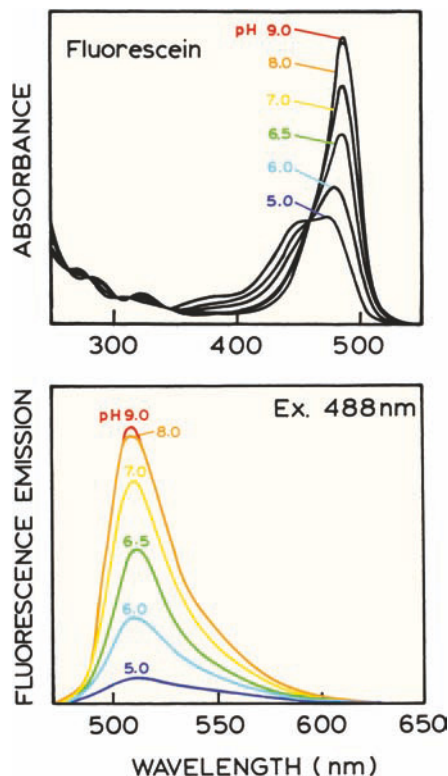 Fluorescein
pH 9.0
8.0
7.0
6.5
6.0
5.0
ABSORBANCE
300 400 500
Ex. 488nm
pH 9.0
8.0
7.0
6.5
6.0
5.0
FLUORESCENCE EMISSION
500 550 600 650
WAVELENGTH (nm)